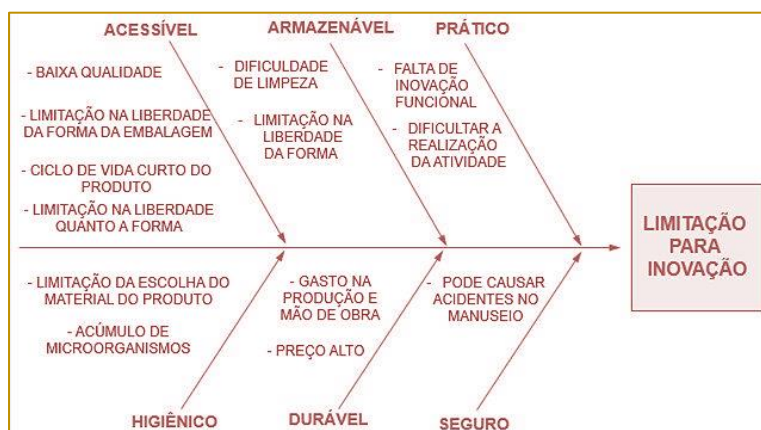 ACESSÍVEL
- BAIXA QUALIDADE
- LIMITAÇÃO NA LIBERDADE
DA FORMA DA EMBALAGEM
- CICLO DE VIDA CURTO DO
PRODUTO
- LIMITAÇÃO NA LIBERDADE
QUANTO A FORMA
ARMAZENÁVEL
- DIFICULDADE
DE LIMPEZA
- LIMITAÇÃO NA
LIBERDADE
DA FORMA
PRÁTICO
- FALTA DE
INOVAÇÃO
FUNCIONAL
- DIFICULTAR A
REALIZAÇÃO
DA ATIVIDADE
LIMITAÇÃO
PARA
INOVAÇÃO
- LIMITAÇÃO DA ESCOLHA DO
MATERIAL DO PRODUTO
- ACÚMULO DE
MICROORGANISMOS
HIGIÊNICO
- GASTO NA
PRODUÇÃO E
MÃO DE OBRA
- PREÇO ALTO
DURÁVEL
- PODE CAUSAR
ACIDENTES NO
MANUSEIO
SEGURO